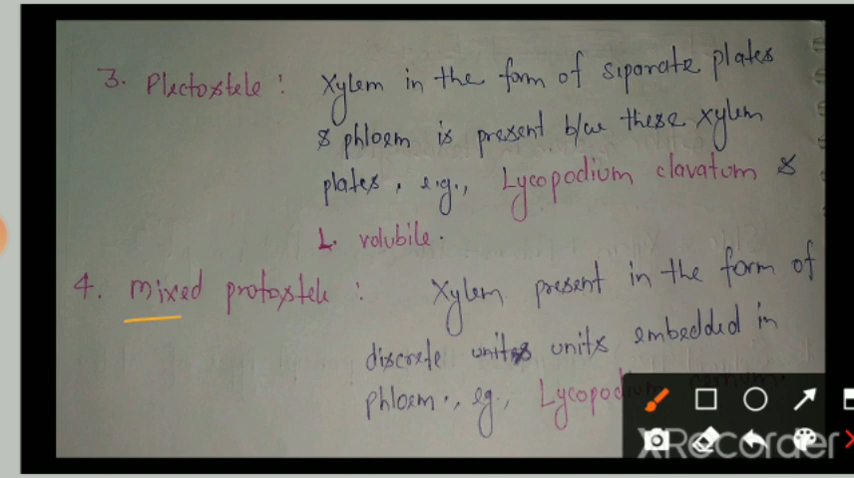 3. Plectostele : Xylem in the form of separate plates
& phloem is present b/w these xylem
plates, e.g., Lycopodium clavatum &
L. volubile.
4. mixed protostele : Xylem present in the form of
discrete units units embedded in
phloem., eg.,
XRecorder